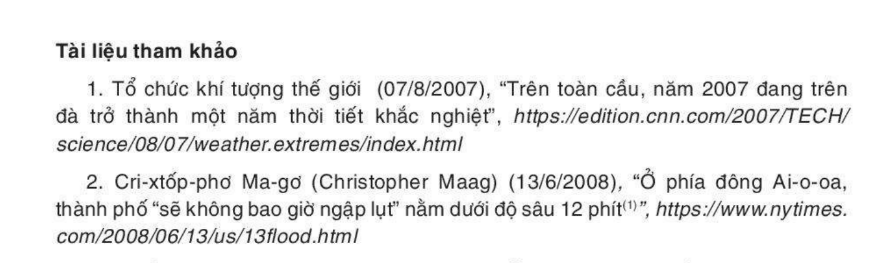 Tài liệu tham khảo
1. Tổ chức khí tượng thế giới (07/8/2007), “Trên toàn cầu, năm 2007 đang trên
đà trở thành một năm thời tiết khắc nghiệt”, https://edition.cnn.com/2007/TECH/
science/08/07/weather.extremes/index.html
2. Cri-xtốp-phơ Ma-gơ (Christopher Maag) (13/6/2008), “Ở phía đông Ai-o-oa,
thành phố “sẽ không bao giờ ngập lụt” nằm dưới độ sâu 12 phít⁽¹⁾”, https://www.nytimes.
com/2008/06/13/us/13flood.html